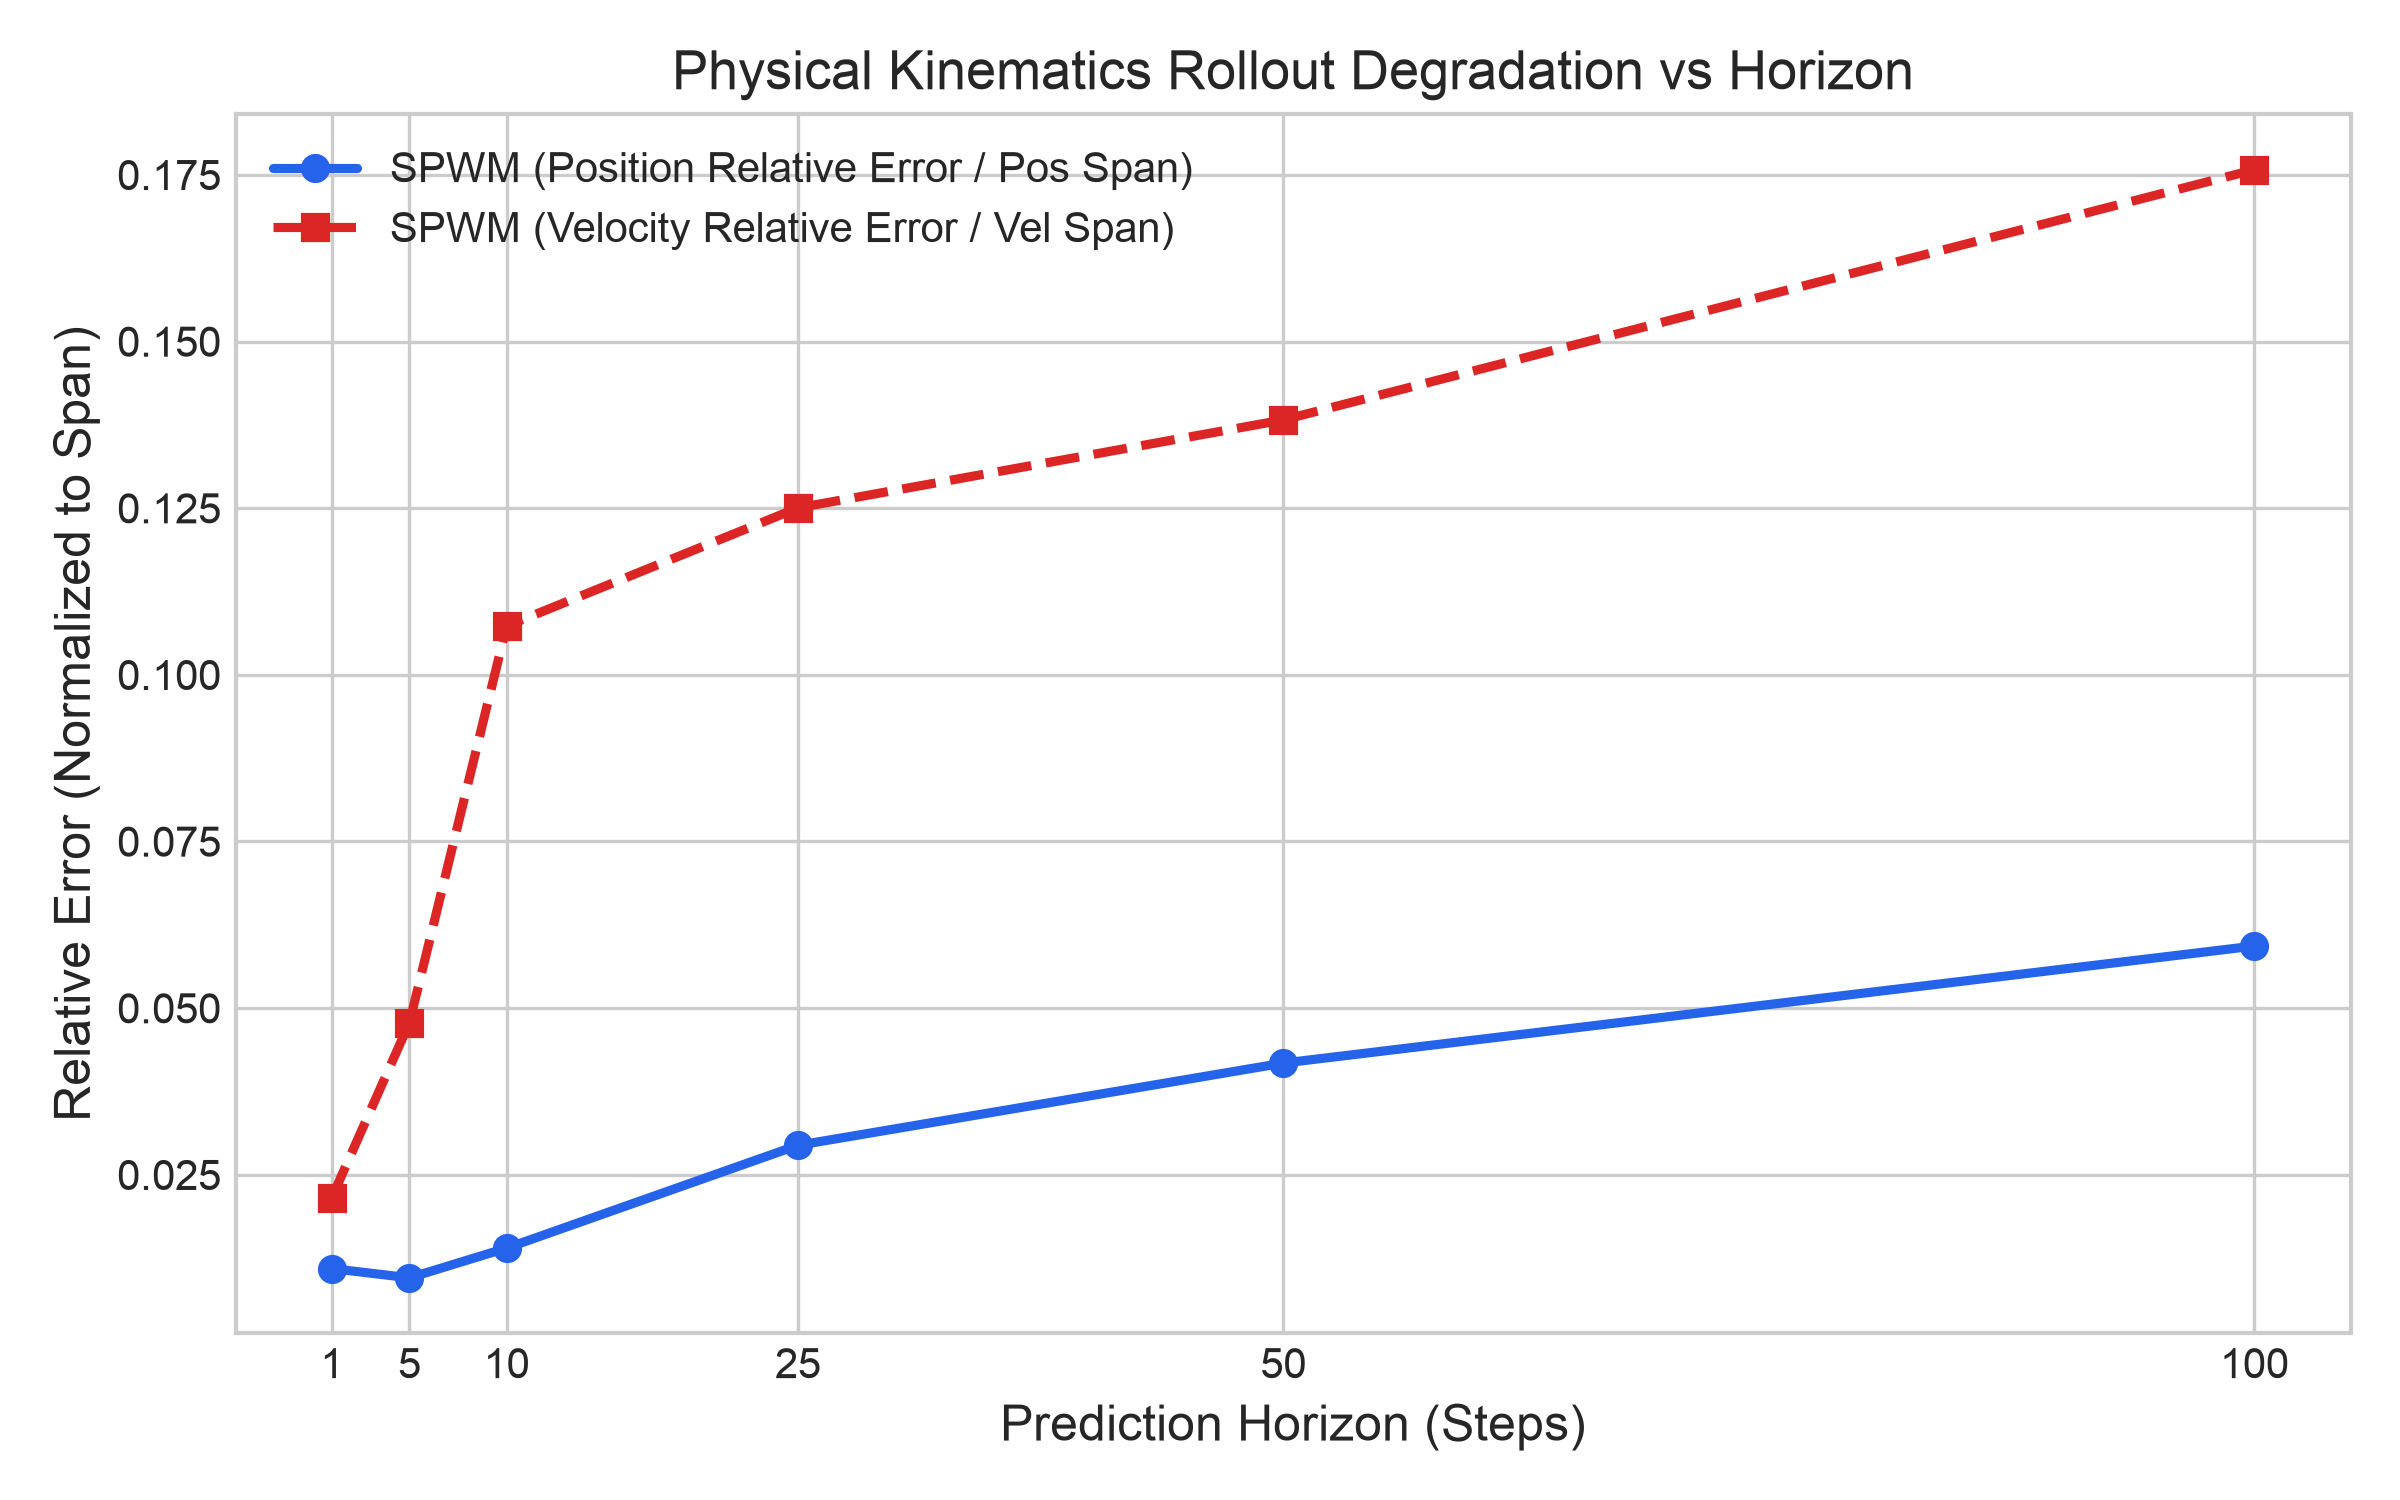 Physical Kinematics Rollout Degradation vs Horizon
SPWM (Position Relative Error / Pos Span)
SPWM (Velocity Relative Error / Vel Span)
Relative Error (Normalized to Span)
0.175
0.150
0.125
0.100
0.075
0.050
0.025
1 5 10 25 50 100
Prediction Horizon (Steps)